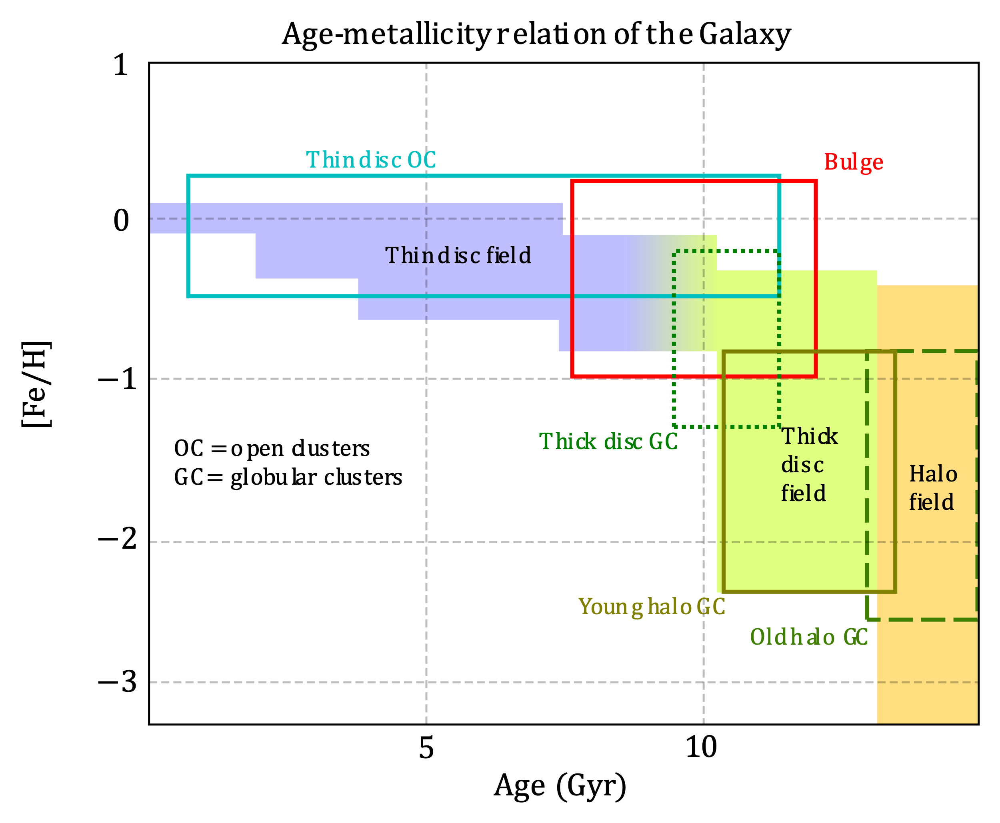 Age-metallicity relation of the Galaxy
1
Thin disc OC
Bulge
0
Thin disc field
[Fe/H]
−1
Thick disc GC
Thick
disc
field
OC = open clusters
GC = globular clusters
Halo
field
−2
Young halo GC
Old halo GC
−3
5
10
Age (Gyr)